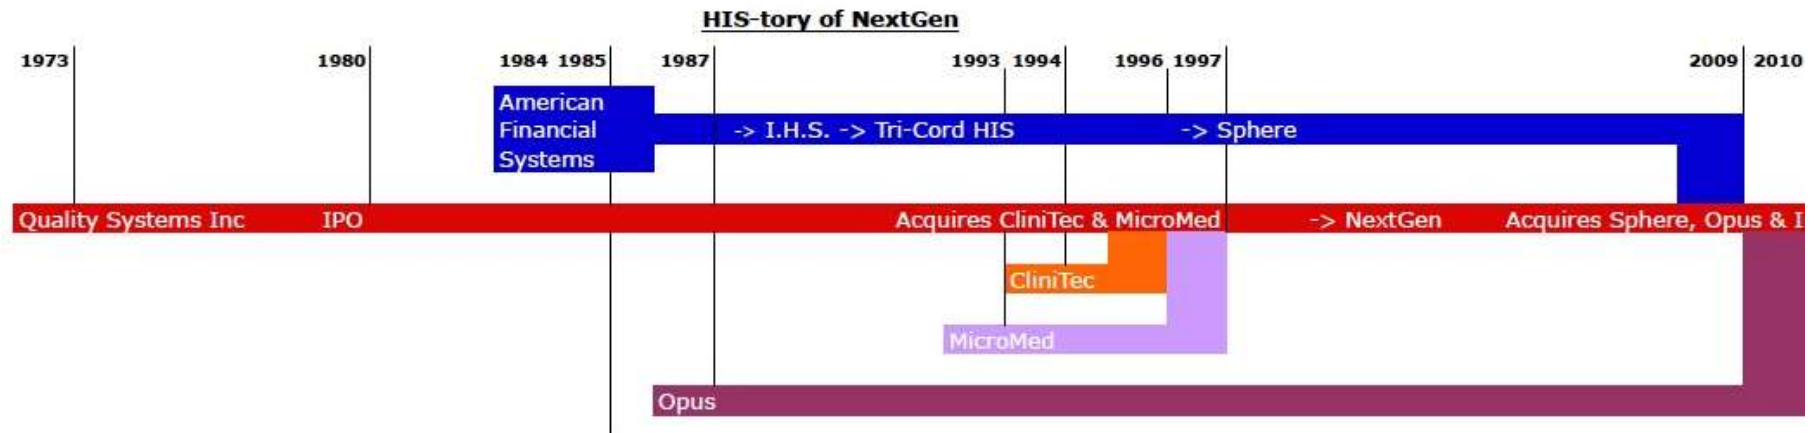 HIS-tory of NextGen
1973 1980 1984 1985 1987 1993 1994 1996 1997 2009 2010
American
Financial
Systems
-> I.H.S. -> Tri-Cord HIS -> Sphere
Quality Systems Inc IPO Acquires CliniTec & MicroMed -> NextGen Acquires Sphere, Opus & I
CliniTec
MicroMed
Opus